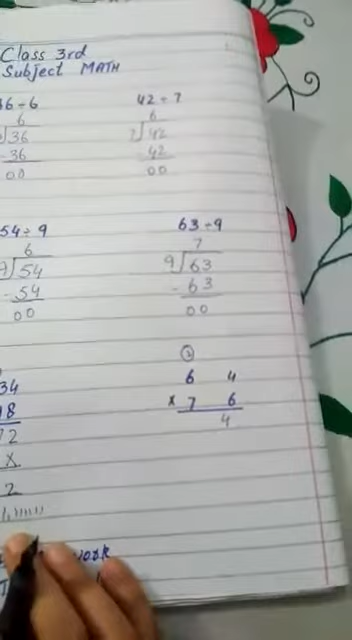 Class 3rd
Subject MATH
36÷6 42÷7
6 6
36 7)42
-36 42
00 00
54÷9 63÷9
6 7
9)54 9)63
-54 -63
00 00
34 6 4
18 × 7 6
72 4
×
2
work